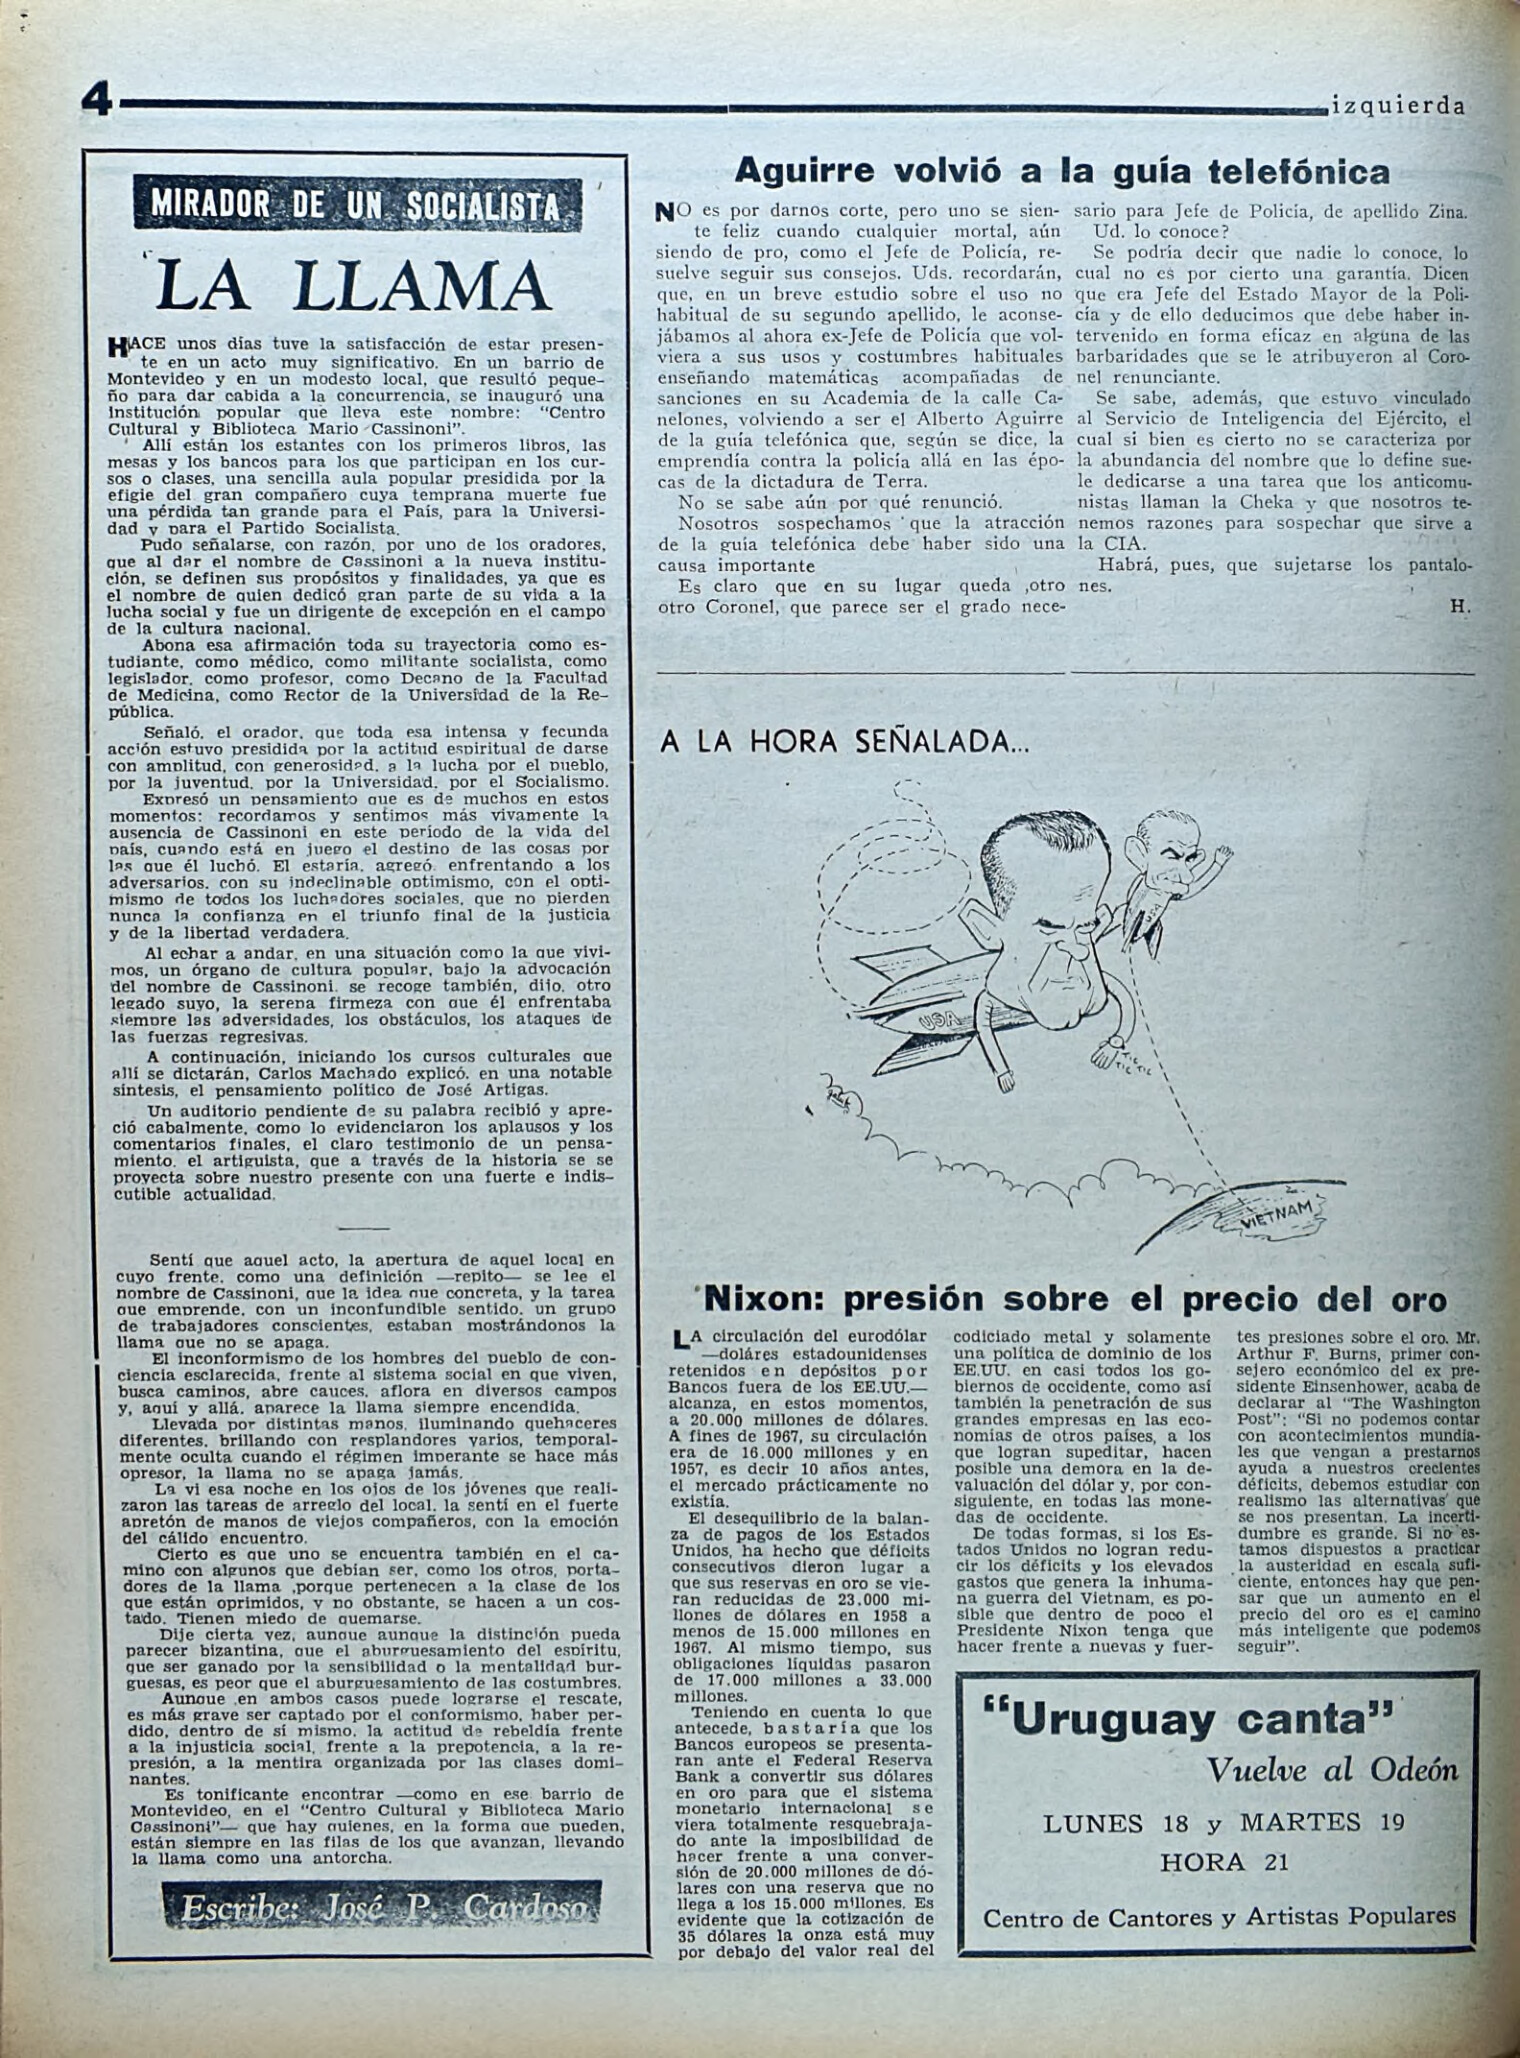 4
izquierda
MIRADOR DE UN SOCIALISTA
LA LLAMA
HACE unos días tuve la satisfacción de estar presen-
te en un acto muy significativo. En un barrio de
Montevideo y en un modesto local, que resultó peque-
ño para dar cabida a la concurrencia, se inauguró una
institución popular que lleva este nombre: "Centro
Cultural y Biblioteca Mario Cassinoni".
Allí están los estantes con los primeros libros, las
mesas y los bancos para los que participan en los cur-
sos o clases, una sencilla aula popular presidida por la
efigie del gran compañero cuya temprana muerte fue
una pérdida tan grande para el País, para la Universi-
dad y para el Partido Socialista.
Pudo señalarse, con razón, por uno de los oradores,
que al dar el nombre de Cassinoni a la nueva institu-
ción, se definen sus propósitos y finalidades, ya que es
el nombre de quien dedicó gran parte de su vida a la
lucha social y fue un dirigente de excepción en el campo
de la cultura nacional.
Abona esa afirmación toda su trayectoria como es-
tudiante, como médico, como militante socialista, como
legislador, como profesor, como Decano de la Facultad
de Medicina, como Rector de la Universidad de la Re-
pública.
Señaló, el orador, que toda esa intensa y fecunda
acción estuvo presidida por la actitud espiritual de darse
con amplitud, con generosidad, a la lucha por el pueblo,
por la juventud, por la Universidad, por el Socialismo.
Expresó un pensamiento que es de muchos en estos
momentos: recordamos y sentimos más vivamente la
ausencia de Cassinoni en este período de la vida del
país, cuando está en juego el destino de las cosas por
las que él luchó. El estaría, agregó, enfrentando a los
adversarios, con su indeclinable optimismo, con el opti-
mismo de todos los luchadores sociales, que no pierden
nunca la confianza en el triunfo final de la justicia
y de la libertad verdadera.
Al echar a andar, en una situación como la que vivi-
mos, un órgano de cultura popular, bajo la advocación
del nombre de Cassinoni, se recoge también, dijo, otro
legado suyo, la serena firmeza con que él enfrentaba
siempre las adversidades, los obstáculos, los ataques de
las fuerzas regresivas.
A continuación, iniciando los cursos culturales que
allí se dictarán, Carlos Machado explicó, en una notable
síntesis, el pensamiento político de José Artigas.
Un auditorio pendiente de su palabra recibió y apre-
ció cabalmente, como lo evidenciaron los aplausos y los
comentarios finales, el claro testimonio de un pensa-
miento, el artiguista, que a través de la historia se se
proyecta sobre nuestro presente con una fuerte e indis-
cutible actualidad.
Sentí que aquel acto, la apertura de aquel local en
cuyo frente, como una definición —repito— se lee el
nombre de Cassinoni, que la idea que concreta, y la tarea
que emprende, con un inconfundible sentido, un grupo
de trabajadores conscientes, estaban mostrándonos la
llama que no se apaga.
El inconformismo de los hombres del pueblo de con-
ciencia esclarecida, frente al sistema social en que viven,
busca caminos, abre cauces, aflora en diversos campos
y, aquí y allá, aparece la llama siempre encendida.
Llevada por distintas manos, iluminando quehaceres
diferentes, brillando con resplandores varios, temporal-
mente oculta cuando el régimen imperante se hace más
opresor, la llama no se apaga jamás.
La vi esa noche en los ojos de los jóvenes que reali-
zaron las tareas de arreglo del local, la sentí en el fuerte
apretón de manos de viejos compañeros, con la emoción
del cálido encuentro.
Cierto es que uno se encuentra también en el ca-
mino con algunos que debían ser, como los otros, porta-
dores de la llama ,porque pertenecen a la clase de los
que están oprimidos, y no obstante, se hacen a un cos-
tado. Tienen miedo de quemarse.
Dije cierta vez, aunque aunque la distinción pueda
parecer bizantina, que el aburguesamiento del espíritu,
que ser ganado por la sensibilidad o la mentalidad bur-
guesas, es peor que el aburguesamiento de las costumbres.
Aunque en ambos casos puede lograrse el rescate,
es más grave ser captado por el conformismo, haber per-
dido, dentro de sí mismo, la actitud de rebeldía frente
a la injusticia social, frente a la prepotencia, a la re-
presión, a la mentira organizada por las clases domi-
nantes.
Es tonificante encontrar —como en ese barrio de
Montevideo, en el "Centro Cultural y Biblioteca Mario
Cassinoni"— que hay quienes, en la forma que pueden,
están siempre en las filas de los que avanzan, llevando
la llama como una antorcha.
Escribe: José P. Cardoso
Aguirre volvió a la guía telefónica
NO es por darnos corte, pero uno se sien-
te feliz cuando cualquier mortal, aún
siendo de pro, como el Jefe de Policía, re-
suelve seguir sus consejos. Uds. recordarán,
que, en un breve estudio sobre el uso no
habitual de su segundo apellido, le aconse-
jábamos al ahora ex-Jefe de Policía que vol-
viera a sus usos y costumbres habituales
enseñando matemáticas acompañadas de
sanciones en su Academia de la calle Ca-
nelones, volviendo a ser el Alberto Aguirre
de la guía telefónica que, según se dice, la
emprendía contra la policía allá en las épo-
cas de la dictadura de Terra.
No se sabe aún por qué renunció.
Nosotros sospechamos que la atracción
de la guía telefónica debe haber sido una
causa importante
Es claro que en su lugar queda ,otro
otro Coronel, que parece ser el grado nece-
sario para Jefe de Policía, de apellido Zina.
Ud. lo conoce?
Se podría decir que nadie lo conoce, lo
cual no es por cierto una garantía. Dicen
que era Jefe del Estado Mayor de la Poli-
cía y de ello deducimos que debe haber in-
tervenido en forma eficaz en alguna de las
barbaridades que se le atribuyeron al Coro-
nel renunciante.
Se sabe, además, que estuvo vinculado
al Servicio de Inteligencia del Ejército, el
cual si bien es cierto no se caracteriza por
la abundancia del nombre que lo define sue-
le dedicarse a una tarea que los anticomu-
nistas llaman la Cheka y que nosotros te-
nemos razones para sospechar que sirve a
la CIA.
Habrá, pues, que sujetarse los pantalo-
nes.
H.
A LA HORA SEÑALADA...
USA
USA
TIC TIC
TIC TIC
VIETNAM
Nixon: presión sobre el precio del oro
LA circulación del eurodólar
—doláres estadounidenses
retenidos en depósitos por
Bancos fuera de los EE.UU.—
alcanza, en estos momentos,
a 20.000 millones de dólares.
A fines de 1967, su circulación
era de 16.000 millones y en
1957, es decir 10 años antes,
el mercado prácticamente no
existía.
El desequilibrio de la balan-
za de pagos de los Estados
Unidos, ha hecho que déficits
consecutivos dieron lugar a
que sus reservas en oro se vie-
ran reducidas de 23.000 mi-
llones de dólares en 1958 a
menos de 15.000 millones en
1967. Al mismo tiempo, sus
obligaciones líquidas pasaron
de 17.000 millones a 33.000
millones.
Teniendo en cuenta lo que
antecede, bastaría que los
Bancos europeos se presenta-
ran ante el Federal Reserva
Bank a convertir sus dólares
en oro para que el sistema
monetario internacional se
viera totalmente resquebraja-
do ante la imposibilidad de
hacer frente a una conver-
sión de 20.000 millones de dó-
lares con una reserva que no
llega a los 15.000 millones. Es
evidente que la cotización de
35 dólares la onza está muy
por debajo del valor real del
codiciado metal y solamente
una política de dominio de los
EE.UU. en casi todos los go-
biernos de occidente, como así
también la penetración de sus
grandes empresas en las eco-
nomías de otros países, a los
que logran supeditar, hacen
posible una demora en la de-
valuación del dólar y, por con-
siguiente, en todas las mone-
das de occidente.
De todas formas, si los Es-
tados Unidos no logran redu-
cir los déficits y los elevados
gastos que genera la inhuma-
na guerra del Vietnam, es po-
sible que dentro de poco el
Presidente Nixon tenga que
hacer frente a nuevas y fuer-
tes presiones sobre el oro. Mr.
Arthur F. Burns, primer con-
sejero económico del ex pre-
sidente Einsenhower, acaba de
declarar al "The Washington
Post": "Si no podemos contar
con acontecimientos mundia-
les que vengan a prestarnos
ayuda a nuestros crecientes
déficits, debemos estudiar con
realismo las alternativas que
se nos presentan. La incerti-
dumbre es grande. Si no es-
tamos dispuestos a practicar
la austeridad en escala sufi-
ciente, entonces hay que pen-
sar que un aumento en el
precio del oro es el camino
más inteligente que podemos
seguir".
"Uruguay canta"
Vuelve al Odeón
LUNES 18 y MARTES 19
HORA 21
Centro de Cantores y Artistas Populares